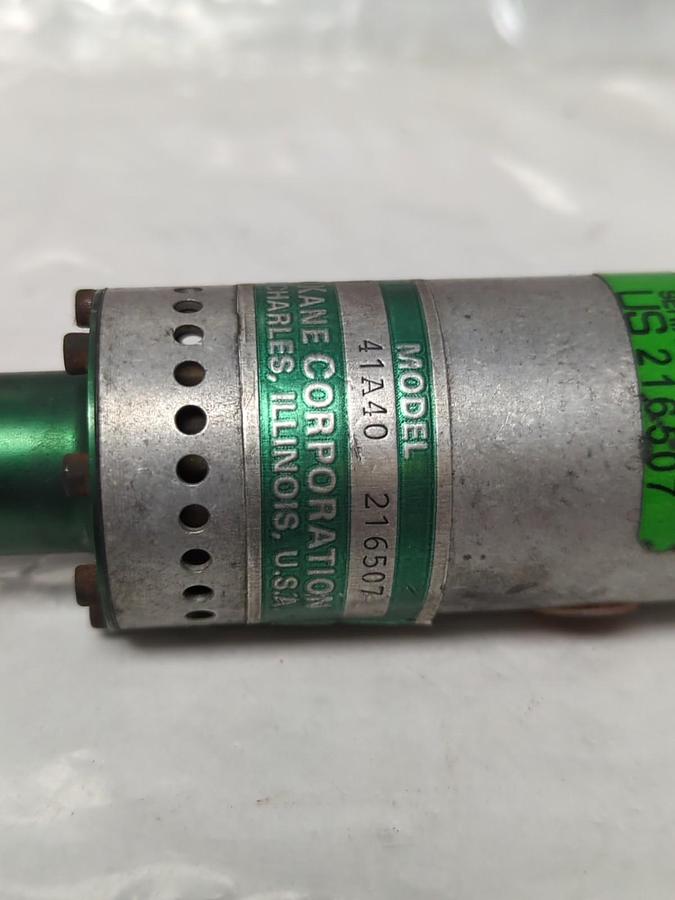 KANE CORPORATION
CHARLES, ILLINOIS, U.S.A.
MODEL
41A40 216507
US 216507